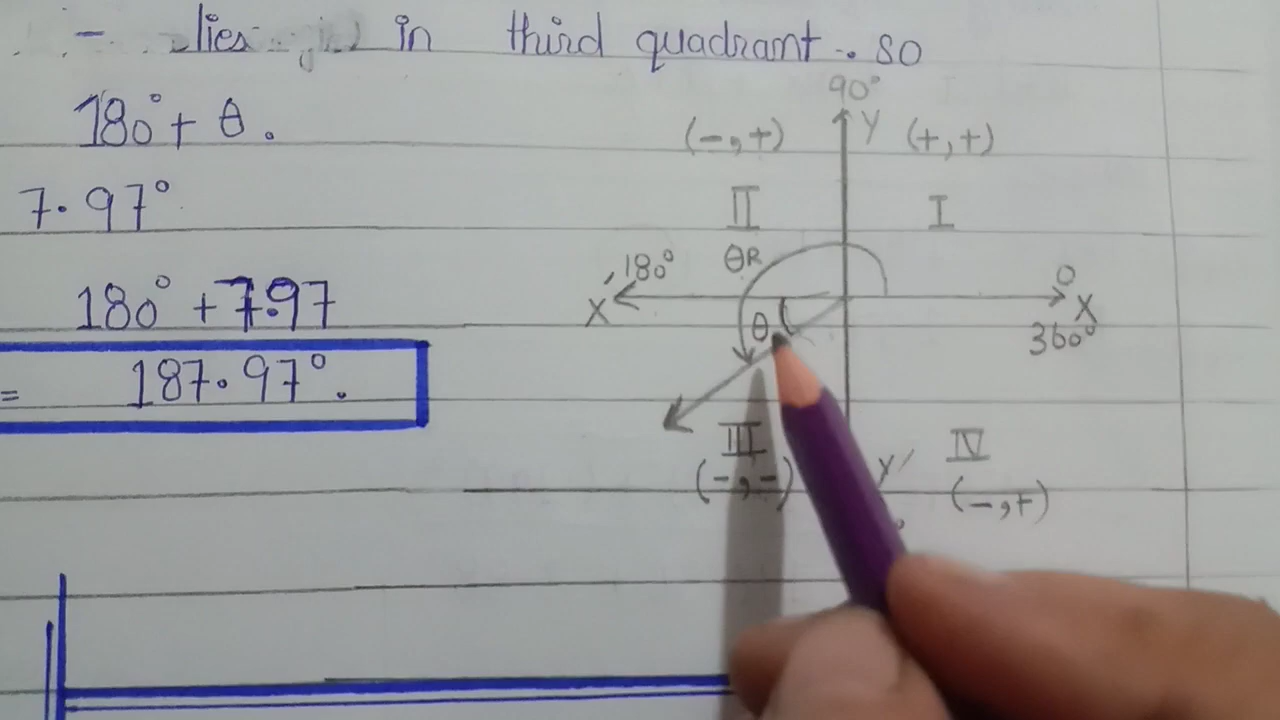 - lies in third quadrant. so
180° + θ.
7.97°
180° + 7.97
= 187.97°.
90°
Y
(-,+) (+,+)
II I
θR
180° 0
X' X
360°
θ
III IV
Y'
(-,-) (-,+)